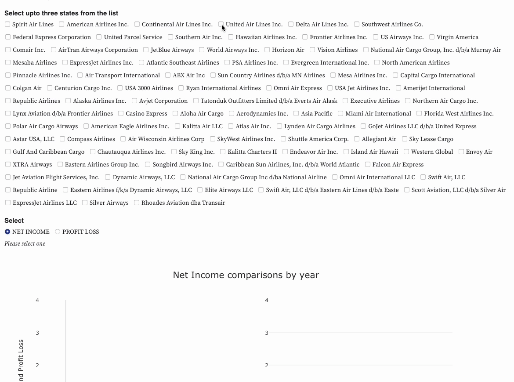 Select upto three states from the list
Spirit Air Lines American Airlines Inc. Continental Air Lines Inc. United Air Lines Inc. Delta Air Lines Inc. Southwest Airlines Co.
Federal Express Corporation United Parcel Service Southern Air Inc. Hawaiian Airlines Inc. Frontier Airlines Inc. US Airways Inc. Virgin America
Comair Inc. AirTran Airways Corporation JetBlue Airways World Airways Inc. Horizon Air Vision Airlines National Air Cargo Group, Inc. d/b/a Murray Air
Mesaba Airlines ExpressJet Airlines Inc. Atlantic Southeast Airlines PSA Airlines Inc. Evergreen International Inc. North American Airlines
Pinnacle Airlines Inc. Air Transport International ABX Air Inc Sun Country Airlines d/b/a MN Airlines Mesa Airlines Inc. Capital Cargo International
Colgan Air Centurion Cargo Inc. USA 3000 Airlines Ryan International Airlines Omni Air Express USA Jet Airlines Inc. Amerijet International
Republic Airlines Alaska Airlines Inc. Avjet Corporation Tatonduk Outfitters Limited d/b/a Everts Air Alaska Executive Airlines Northern Air Cargo Inc.
Lynx Aviation d/b/a Frontier Airlines Casino Express Aloha Air Cargo Aerodynamics Inc. Asia Pacific Miami Air International Florida West Airlines Inc.
Polar Air Cargo Airways American Eagle Airlines Inc. Kalitta Air LLC Atlas Air Inc. Lynden Air Cargo Airlines GoJet Airlines LLC d/b/a United Express
Astar USA, LLC Compass Airlines Air Wisconsin Airlines Corp SkyWest Airlines Inc. Shuttle America Corp. Allegiant Air Sky Lease Cargo
Gulf And Caribbean Cargo Chautauqua Airlines Inc. Sky King Inc. Kalitta Charters II Endeavor Air Inc. Island Air Hawaii Western Global Envoy Air
XTRA Airways Eastern Airlines Group Inc. Songbird Airways Inc. Caribbean Sun Airlines, Inc. d/b/a World Atlantic Falcon Air Express
Jet Aviation Flight Services, Inc. Dynamic Airways, LLC National Air Cargo Group Inc d/ba National Airline Omni Air International LLC Swift Air, LLC
Republic Airline Eastern Airlines f/k/a Dynamic Airways, LLC Elite Airways LLC Swift Air, LLC d/b/a Eastern Air Lines d/b/a Easte Scott Aviation, LLC d/b/a Silver Air
ExpressJet Airlines LLC Silver Airways Rhoades Aviation dba Transair
Select
NET INCOME PROFIT LOSS
Please select one
Net Income comparisons by year
4 4
3 3
2 2
nd Profit Loss